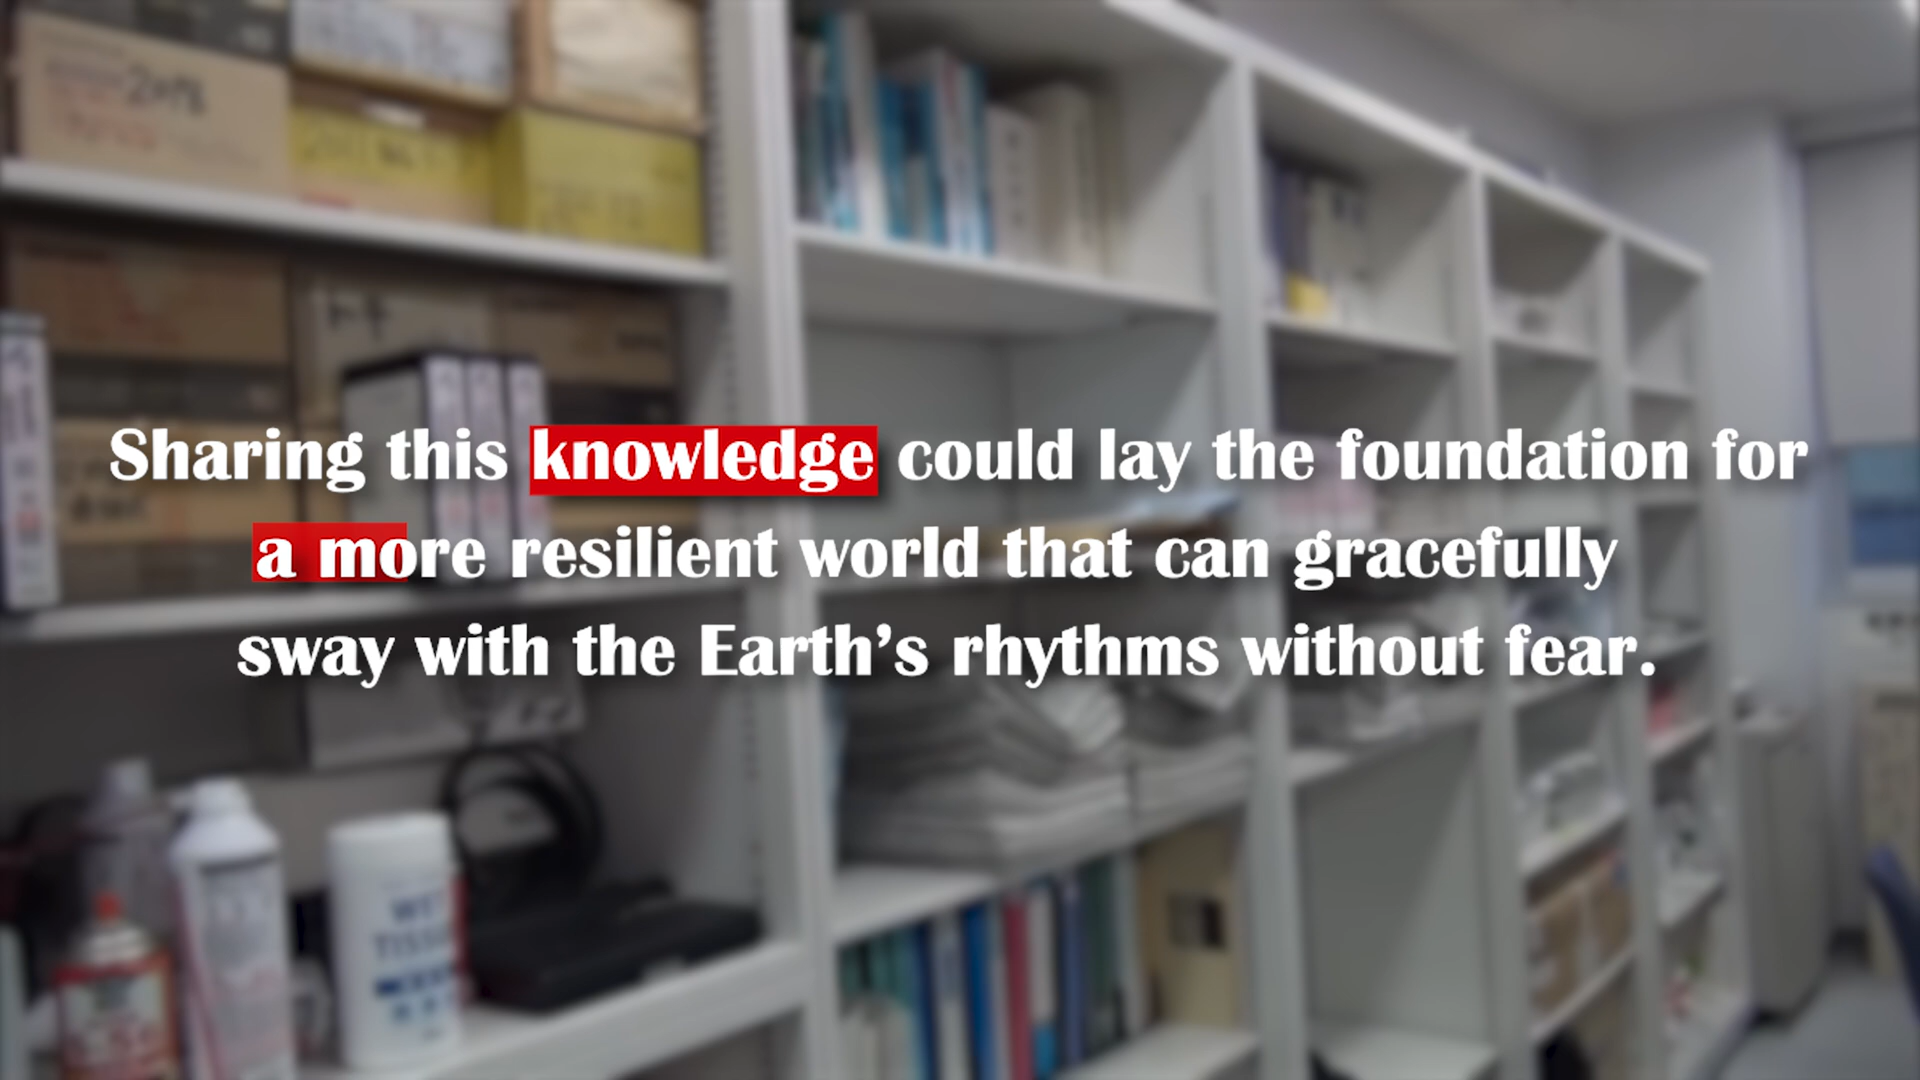 Sharing this knowledge could lay the foundation for
a more resilient world that can gracefully
sway with the Earth’s rhythms without fear.